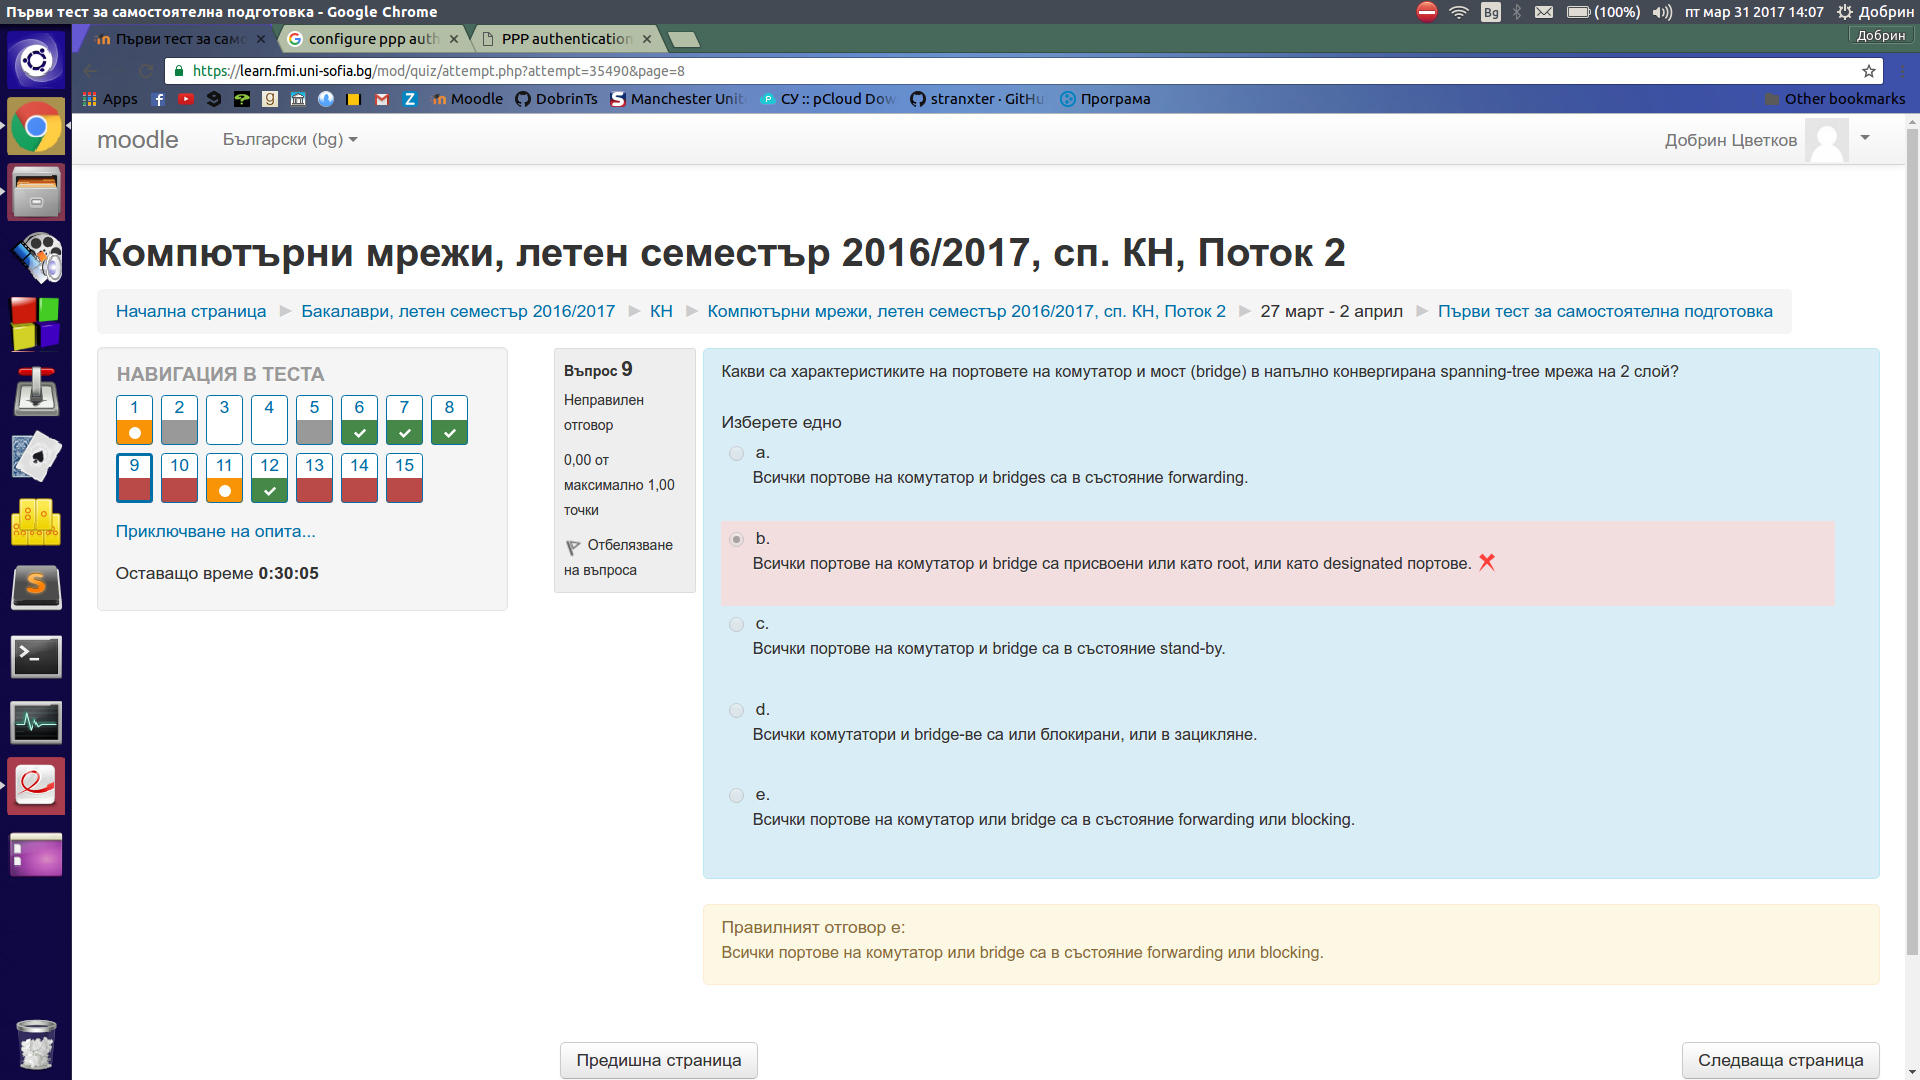 Първи тест за самостоятелна подготовка - Google Chrome
Bg
(100%)
пт мар 31 2017 14:07
Добрин
Първи тест за само
configure ppp auth
PPP authentication
Добрин
https://learn.fmi.uni-sofia.bg/mod/quiz/attempt.php?attempt=35490&page=8
Apps
Moodle
DobrinTs
Manchester Unit
СУ :: pCloud Dow
stranxter · GitHu
Програма
Other bookmarks
moodle
Български (bg)
Добрин Цветков
Компютърни мрежи, летен семестър 2016/2017, сп. КН, Поток 2
Начална страница
Бакалаври, летен семестър 2016/2017
КН
Компютърни мрежи, летен семестър 2016/2017, сп. КН, Поток 2
27 март - 2 април
Първи тест за самостоятелна подготовка
НАВИГАЦИЯ В ТЕСТА
1 2 3 4 5 6 7 8
9 10 11 12 13 14 15
Приключване на опита...
Оставащо време 0:30:05
Въпрос 9
Неправилен
отговор
0,00 от
максимално 1,00
точки
Отбелязване
на въпроса
Какви са характеристиките на портовете на комутатор и мост (bridge) в напълно конвергирана spanning-tree мрежа на 2 слой?
Изберете едно
a.
Всички портове на комутатор и bridges са в състояние forwarding.
b.
Всички портове на комутатор и bridge са присвоени или като root, или като designated портове.
c.
Всички портове на комутатор и bridge са в състояние stand-by.
d.
Всички комутатори и bridge-ве са или блокирани, или в зацикляне.
e.
Всички портове на комутатор или bridge са в състояние forwarding или blocking.
Правилният отговор е:
Всички портове на комутатор или bridge са в състояние forwarding или blocking.
Предишна страница
Следваща страница